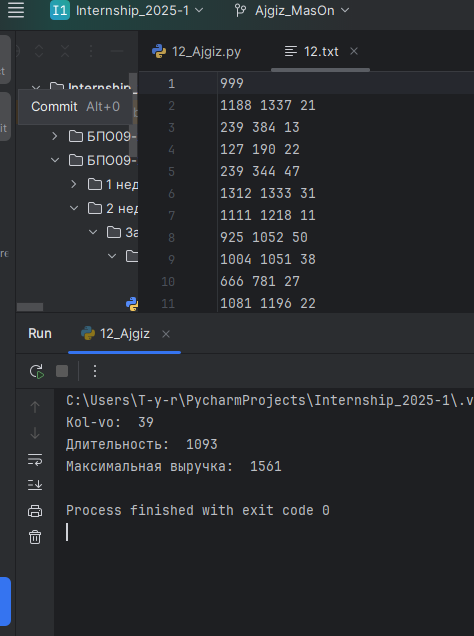 Internship_2025-1
Ajgiz_MasOn
12_Ajgiz.py
12.txt
Internship
Commit Alt+0
БПО09-
БПО09-
1 нед
2 нед
За
1 999
2 1188 1337 21
3 239 384 13
4 127 190 22
5 239 344 47
6 1312 1333 31
7 1111 1218 11
8 925 1052 50
9 1004 1051 38
10 666 781 27
11 1081 1196 22
Run 12_Ajgiz
C:\Users\T-y-r\PycharmProjects\Internship_2025-1\.v
Kol-vo: 39
Длительность: 1093
Максимальная выручка: 1561
Process finished with exit code 0